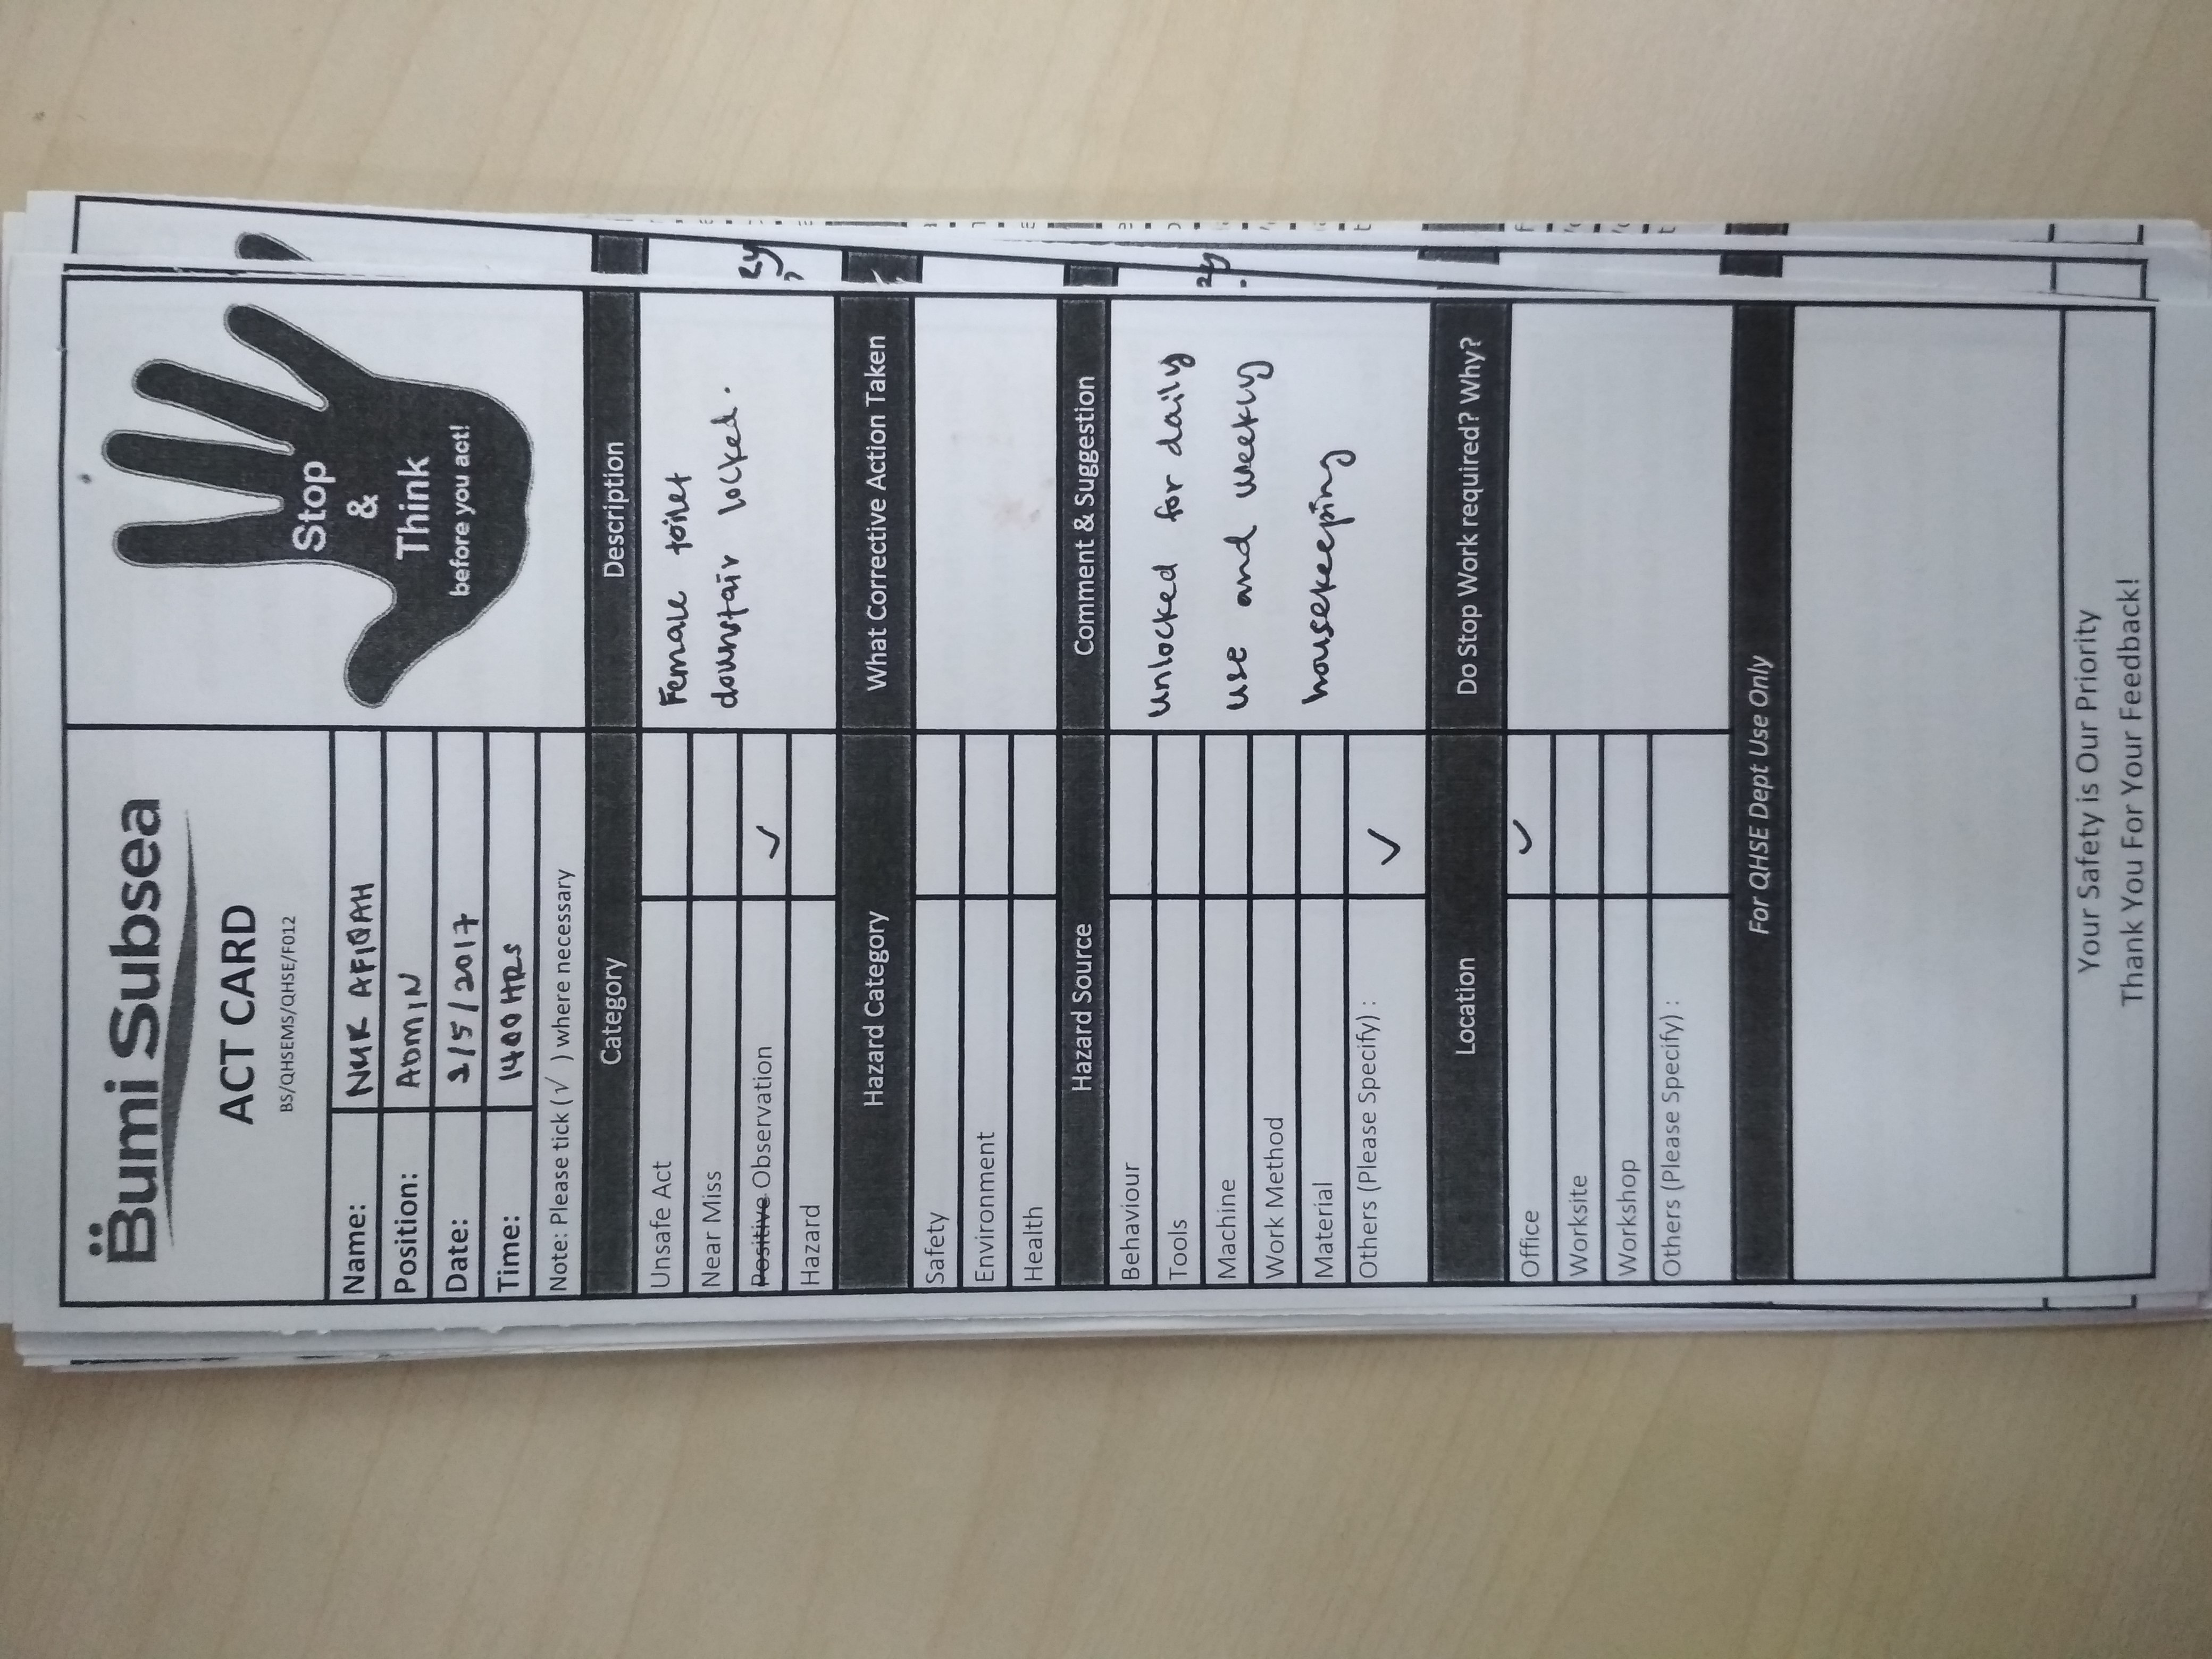 Bumi Subsea
ACT CARD
BS/QHSEMS/QHSE/F012
Stop
&
Think
before you act!
Name: NUR AFIQAH
Position: ADMIN
Date: 2/5/2017
Time: 1400 HRS
Note: Please tick (√ ) where necessary
Category Description
Unsafe Act
Near Miss
Positive Observation ✓
Hazard
Female toilet
downstair locked.
Hazard Category What Corrective Action Taken
Safety
Environment
Health
Hazard Source Comment & Suggestion
Behaviour
Tools
Machine
Work Method
Material
Others (Please Specify) : ✓
Unlocked for daily
use and weekly
housekeeping
Location Do Stop Work required? Why?
Office ✓
Worksite
Workshop
Others (Please Specify) :
For QHSE Dept Use Only
Your Safety is Our Priority
Thank You For Your Feedback!